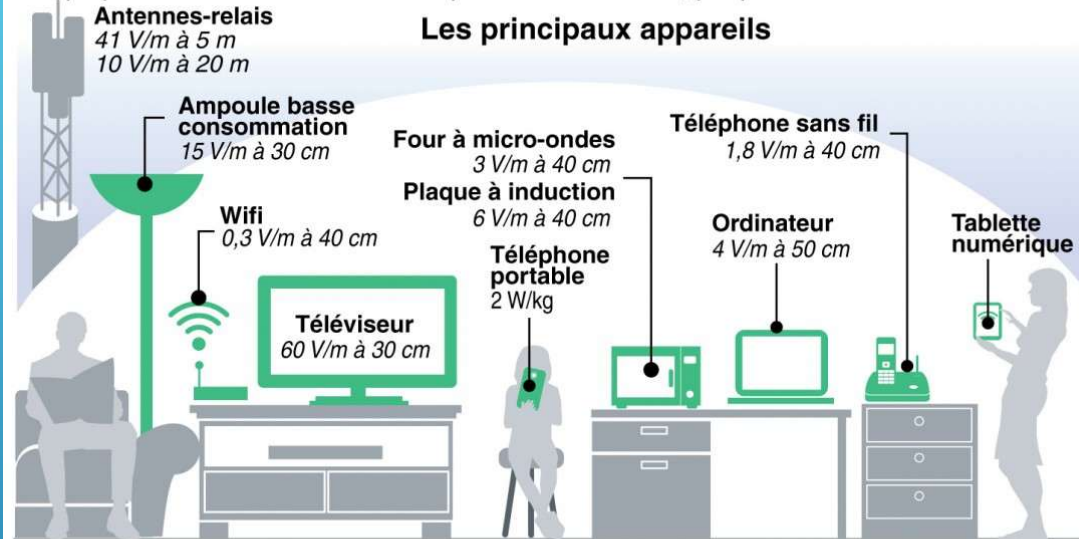 Antennes-relais
41 V/m à 5 m
10 V/m à 20 m
Les principaux appareils
Ampoule basse
consommation
15 V/m à 30 cm
Wifi
0,3 V/m à 40 cm
Téléviseur
60 V/m à 30 cm
Four à micro-ondes
3 V/m à 40 cm
Plaque à induction
6 V/m à 40 cm
Téléphone
portable
2 W/kg
Téléphone sans fil
1,8 V/m à 40 cm
Ordinateur
4 V/m à 50 cm
Tablette
numérique